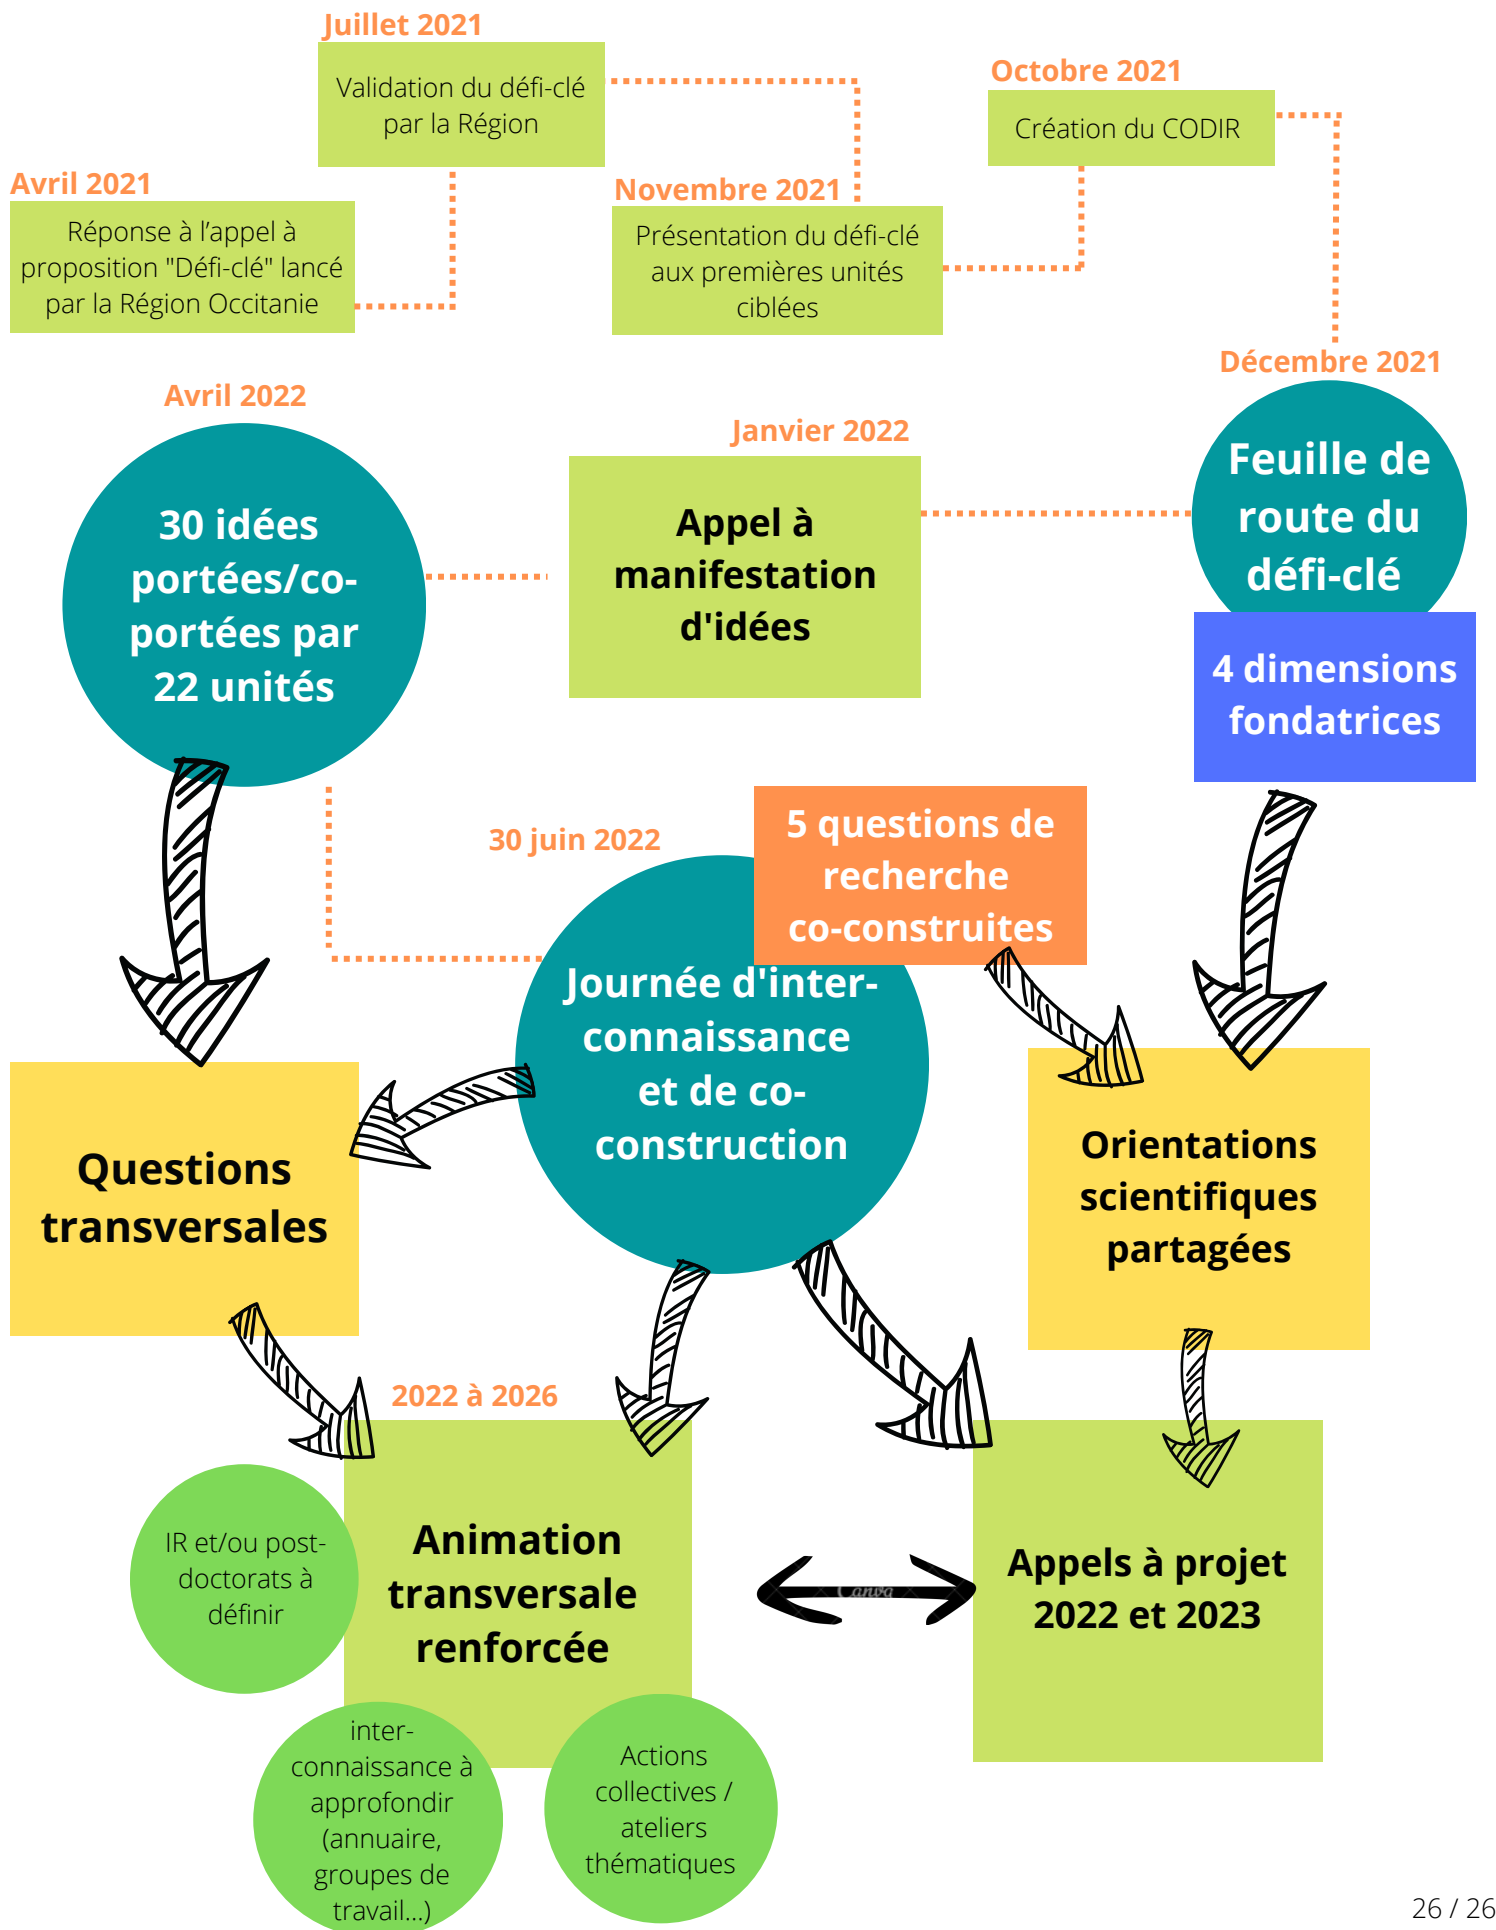 Juillet 2021
Validation du défi-clé
par la Région
Octobre 2021
Création du CODIR
Avril 2021
Réponse à l’appel à
proposition "Défi-clé" lancé
par la Région Occitanie
Novembre 2021
Présentation du défi-clé
aux premières unités
ciblées
Décembre 2021
Feuille de
route du
défi-clé
4 dimensions
fondatrices
Janvier 2022
Appel à
manifestation
d'idées
Avril 2022
30 idées
portées/co-
portées par
22 unités
30 juin 2022
5 questions de
recherche
co-construites
Journée d'inter-
connaissance
et de co-
construction
Questions
transversales
Orientations
scientifiques
partagées
2022 à 2026
Animation
transversale
renforcée
IR et/ou post-
doctorats à
définir
inter-
connaissance à
approfondir
(annuaire,
groupes de
travail...)
Actions
collectives /
ateliers
thématiques
Canva
Appels à projet
2022 et 2023
26 / 26